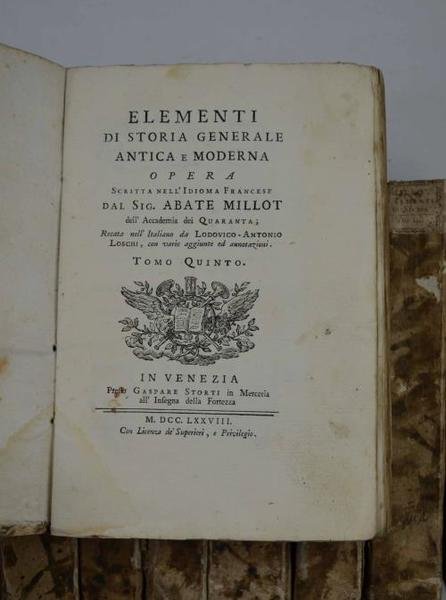 ELEMENTI
DI STORIA GENERALE
ANTICA E MODERNA
OPERA
SCRITTA NELL'IDIOMA FRANCESE
DAL SIG. ABATE MILLOT
dell' Accademia dei QUARANTA;
Recata nell' Italiano da LODOVICO-ANTONIO
LOSCHI, con varie aggiunte ed annotazioni.
TOMO QUINTO.
IN VENEZIA
Presso GASPARE STORTI in Merceria
all' Insegna della Fortezza
M. DCC. LXXVIII.
Con Licenza de' Superiori, e Privilegio.